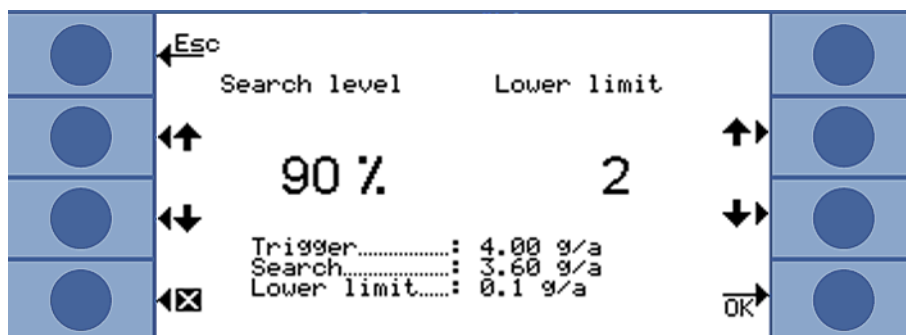 Esc
Search level Lower limit
90 % 2
Trigger................: 4.00 g/a
Search.................: 3.60 g/a
Lower limit.....: 0.1 g/a
OK